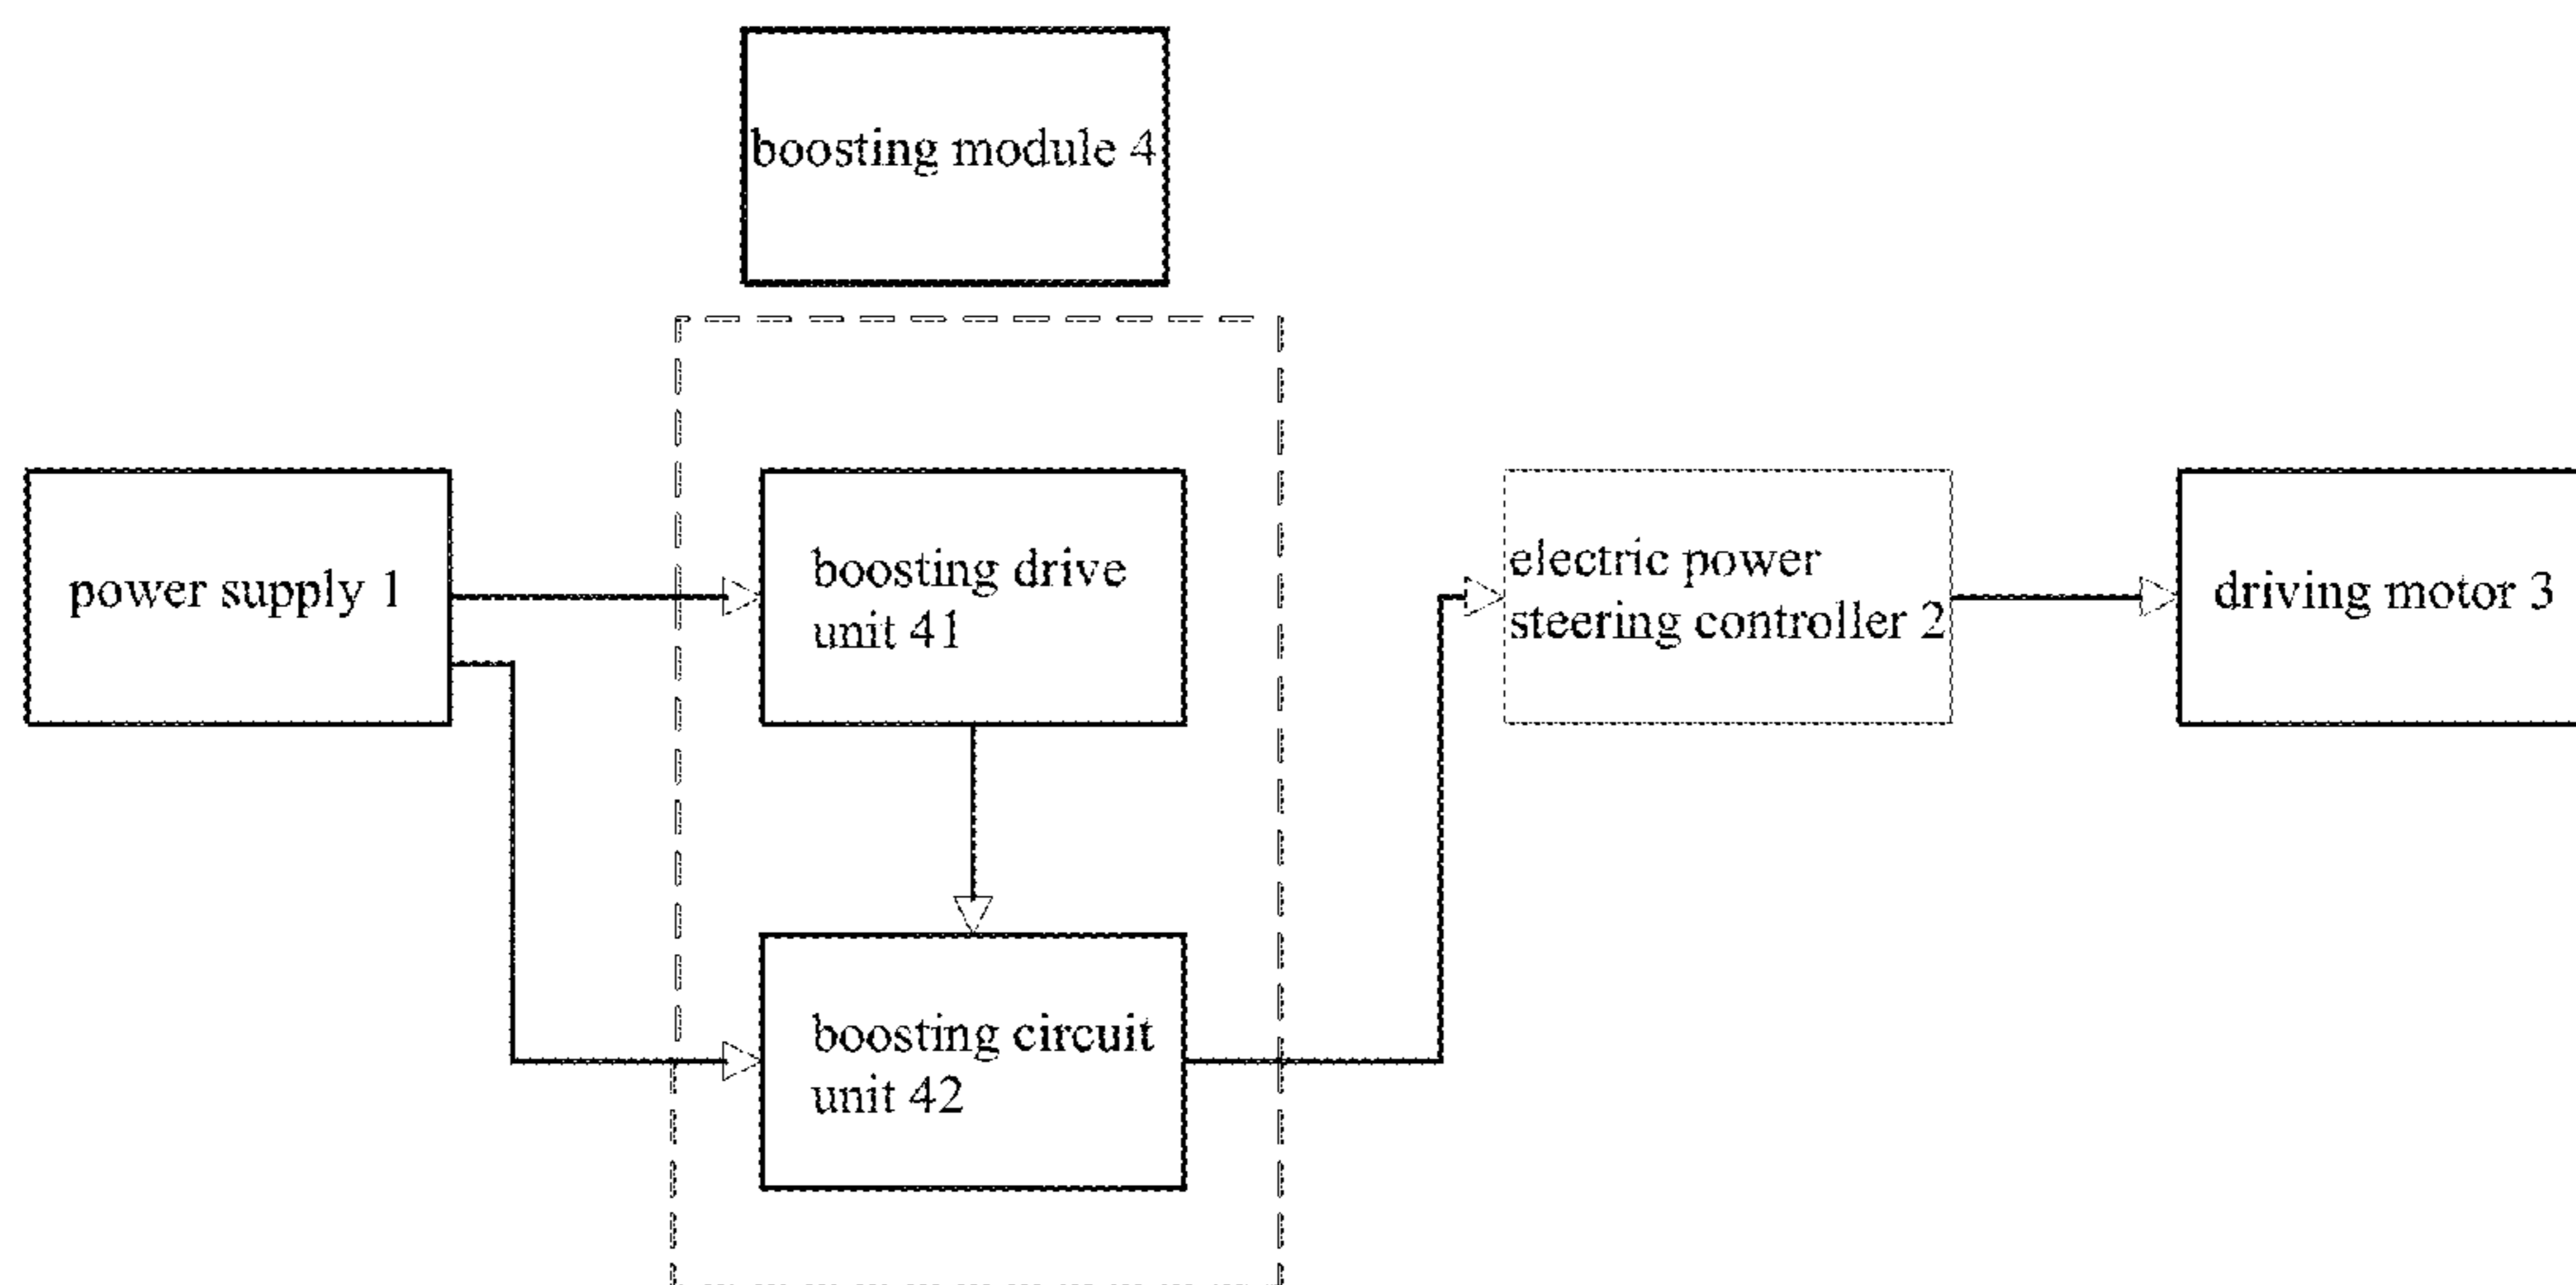 boosting module 4
power supply 1
boosting drive
unit 41
electric power
steering controller 2
driving motor 3
boosting circuit
unit 42